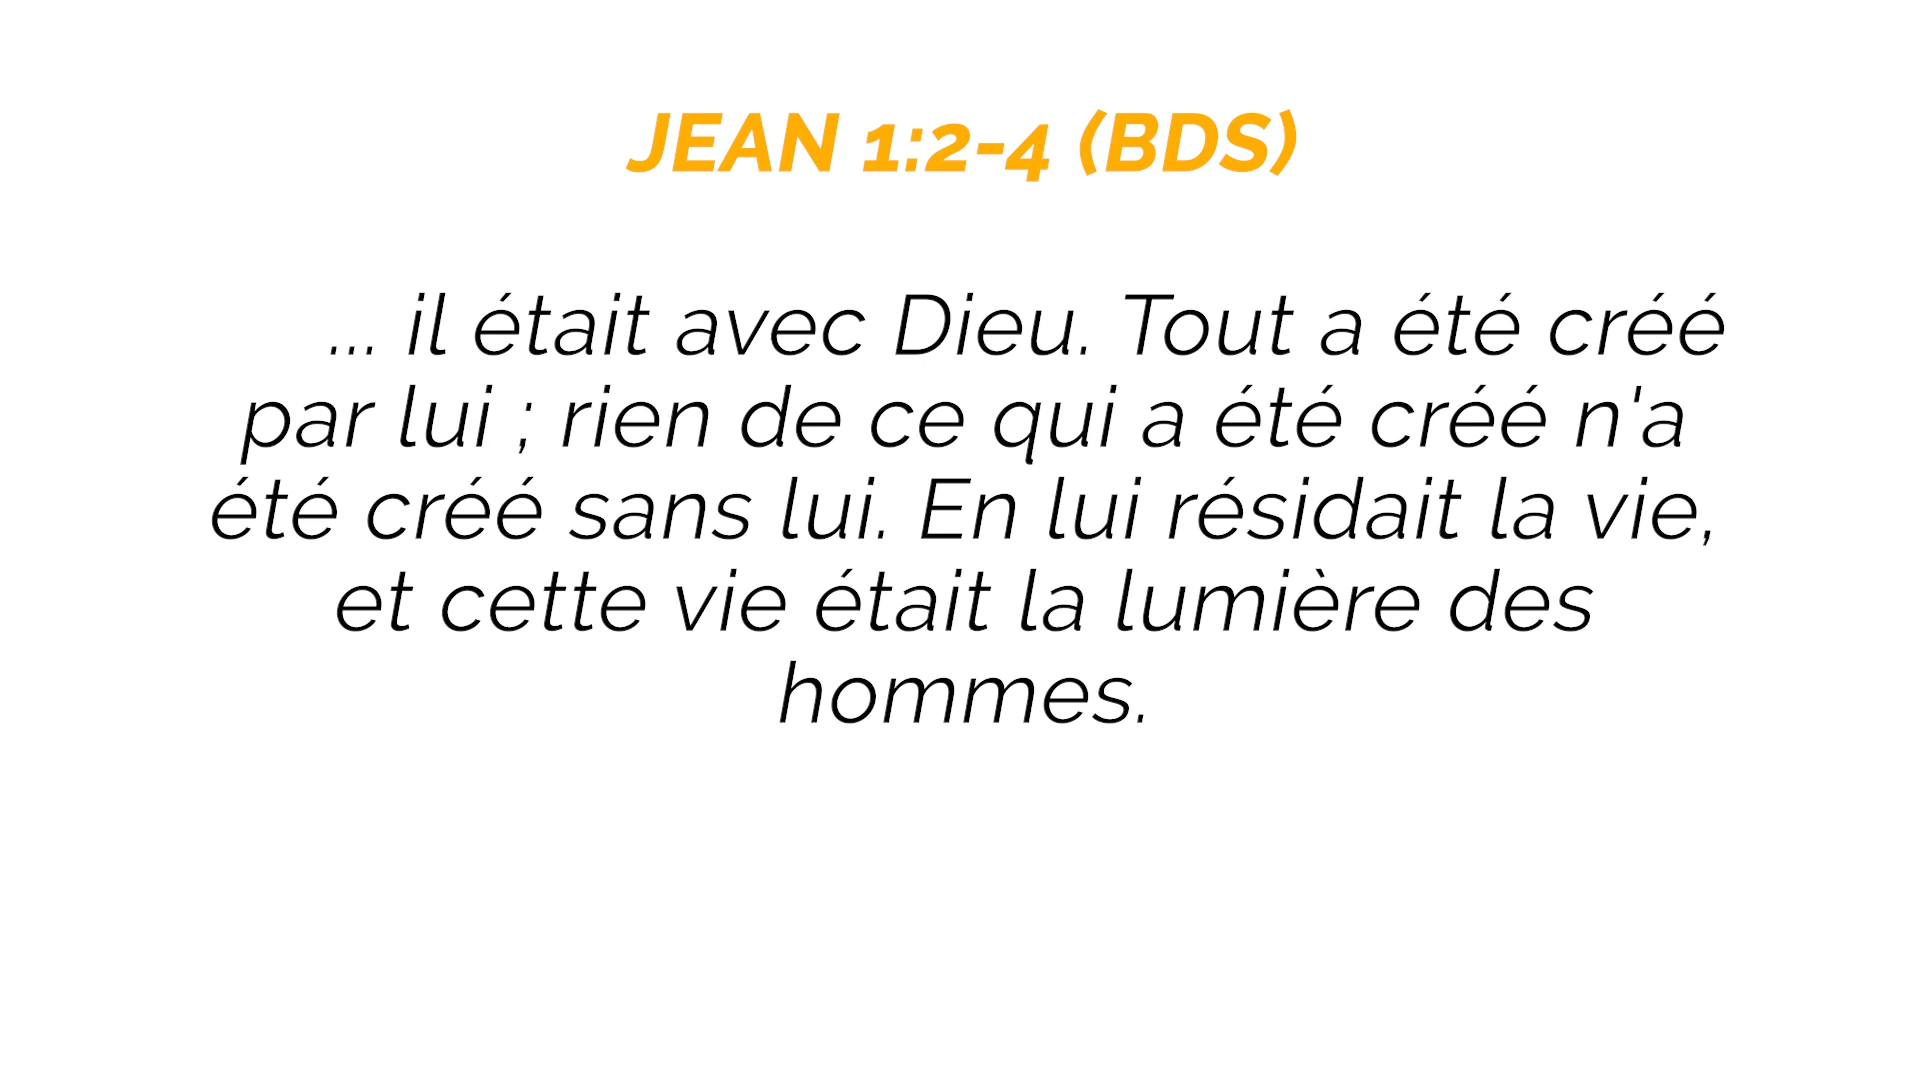 JEAN 1:2-4 (BDS)
... il était avec Dieu. Tout a été créé
par lui ; rien de ce qui a été créé n'a
été créé sans lui. En lui résidait la vie,
et cette vie était la lumière des
hommes.